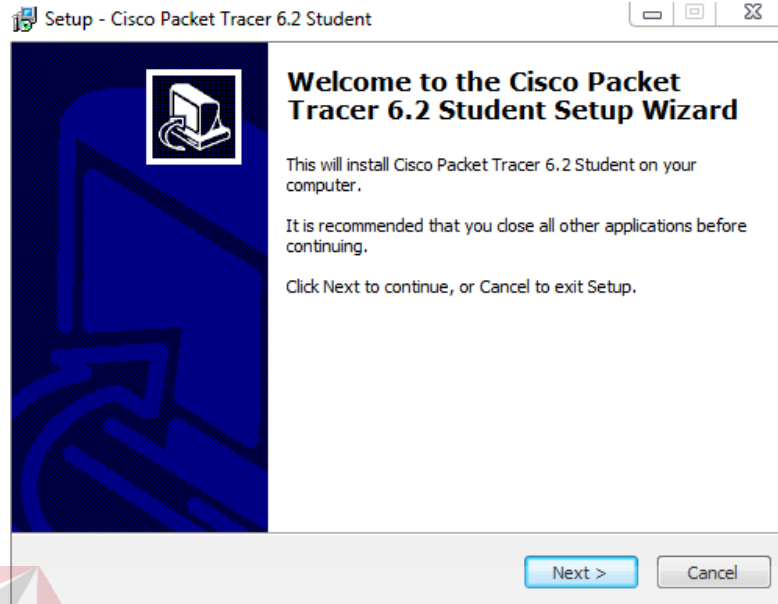 Setup - Cisco Packet Tracer 6.2 Student
Welcome to the Cisco Packet
Tracer 6.2 Student Setup Wizard
This will install Cisco Packet Tracer 6.2 Student on your
computer.
It is recommended that you close all other applications before
continuing.
Click Next to continue, or Cancel to exit Setup.
Next >
Cancel